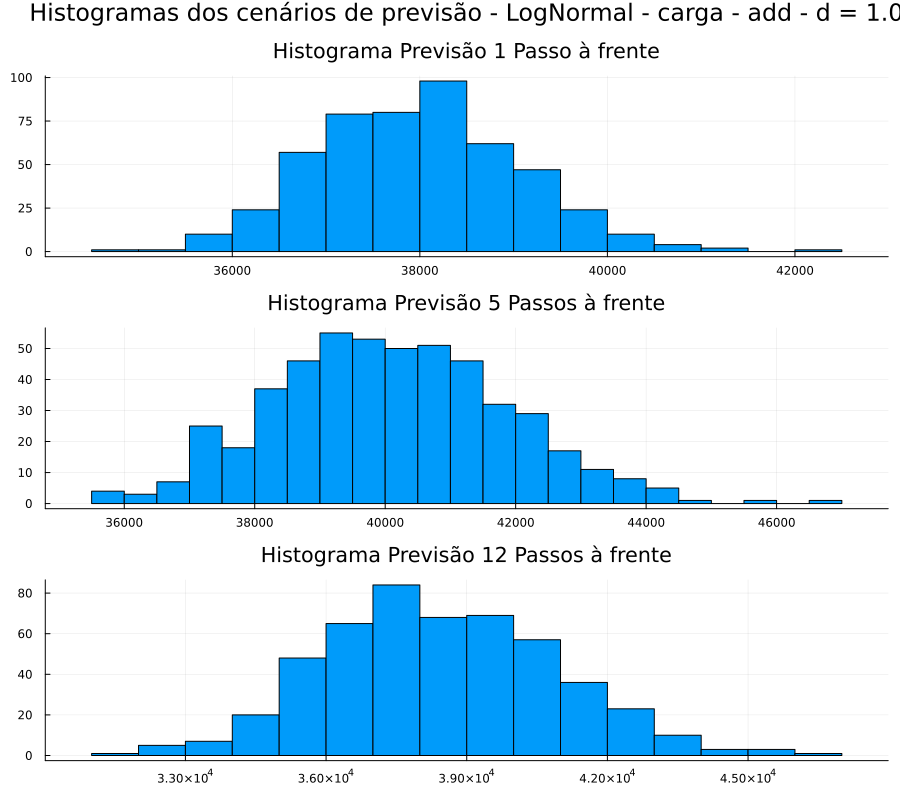 Histogramas dos cenários de previsão - LogNormal - carga - add - d = 1.0
Histograma Previsão 1 Passo à frente
100
75
50
25
0
36000 38000 40000 42000
Histograma Previsão 5 Passos à frente
50
40
30
20
10
0
36000 38000 40000 42000 44000 46000
Histograma Previsão 12 Passos à frente
80
60
40
20
0
3.30×10⁴ 3.60×10⁴ 3.90×10⁴ 4.20×10⁴ 4.50×10⁴